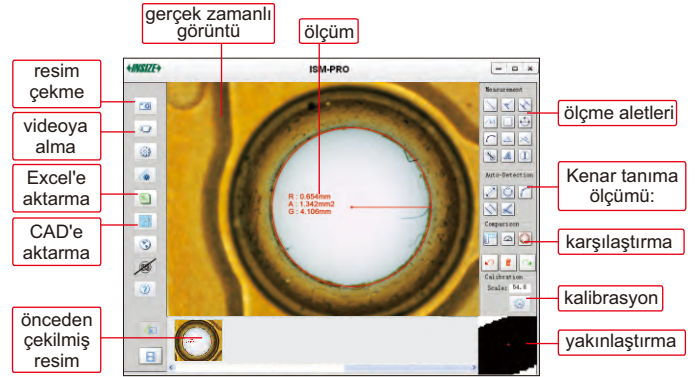 gerçek zamanlı
görüntü
ölçüm
INSIZE
ISM-PRO
resim
çekme
videoya
alma
Excel'e
aktarma
CAD'e
aktarma
önceden
çekilmiş
resim
R : 0.654mm
A : 1.342mm2
G : 4.106mm
Measurement
Auto-Detection
Comparison
Calibration
Scale: 54.6
ölçme aletleri
Kenar tanıma
ölçümü:
karşılaştırma
kalibrasyon
yakınlaştırma